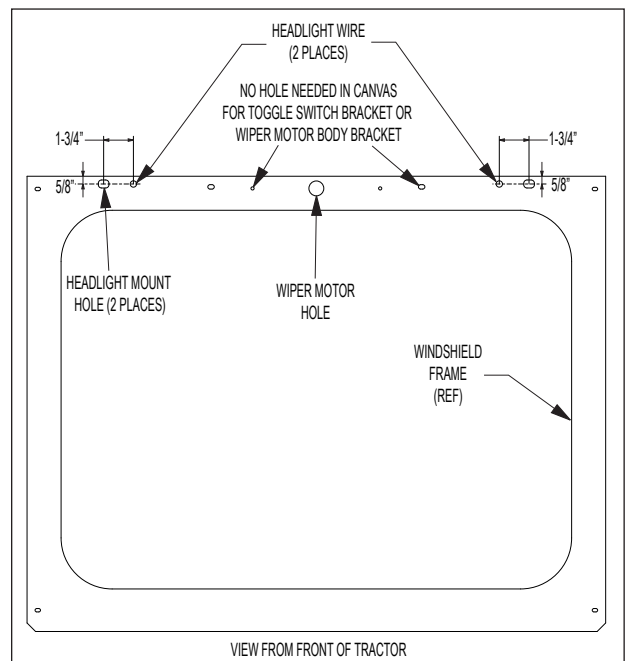 HEADLIGHT WIRE
(2 PLACES)
NO HOLE NEEDED IN CANVAS
FOR TOGGLE SWITCH BRACKET OR
WIPER MOTOR BODY BRACKET
1-3/4"
1-3/4"
5/8"
5/8"
HEADLIGHT MOUNT
HOLE (2 PLACES)
WIPER MOTOR
HOLE
WINDSHIELD
FRAME
(REF)
VIEW FROM FRONT OF TRACTOR